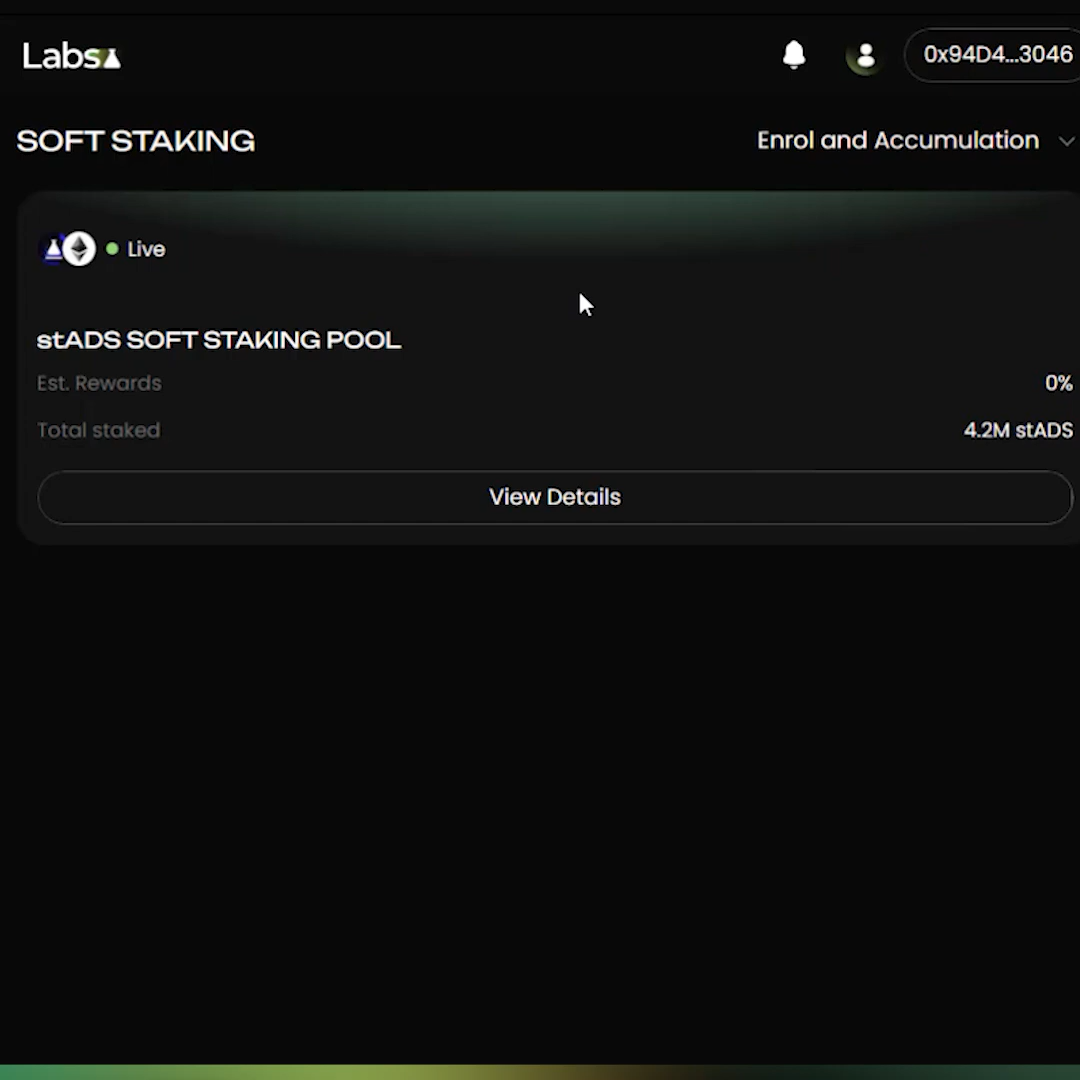 Labs
0x94D4...3046
SOFT STAKING
Enrol and Accumulation
Live
stADS SOFT STAKING POOL
Est. Rewards
0%
Total staked
4.2M stADS
View Details